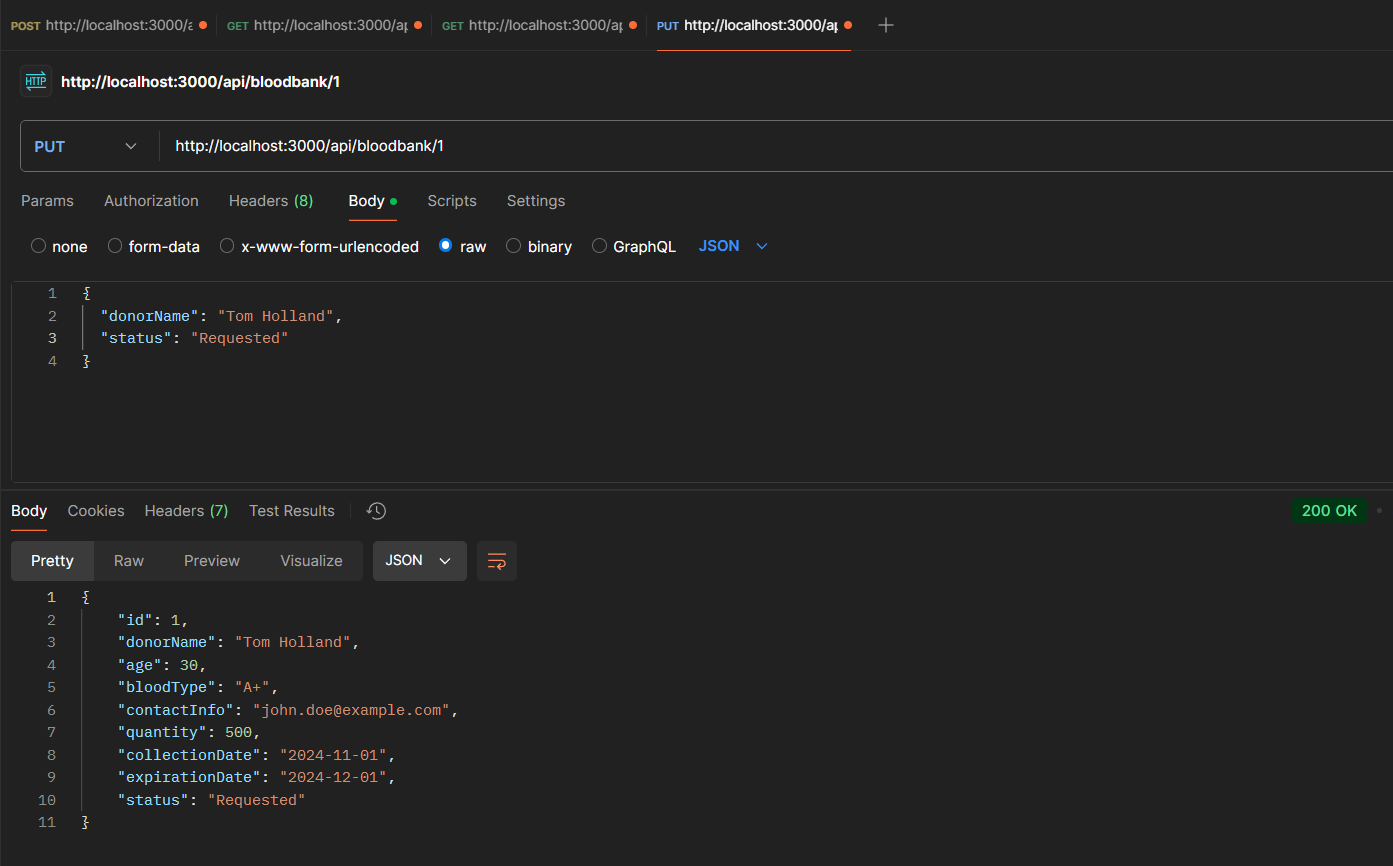 POST http://localhost:3000/a GET http://localhost:3000/ap GET http://localhost:3000/ap PUT http://localhost:3000/ap
HTTP http://localhost:3000/api/bloodbank/1
PUT http://localhost:3000/api/bloodbank/1
Params Authorization Headers (8) Body Scripts Settings
none form-data x-www-form-urlencoded raw binary GraphQL JSON
1 {
2 "donorName": "Tom Holland",
3 "status": "Requested"
4 }
Body Cookies Headers (7) Test Results 200 OK
Pretty Raw Preview Visualize JSON
1 {
2 "id": 1,
3 "donorName": "Tom Holland",
4 "age": 30,
5 "bloodType": "A+",
6 "contactInfo": "john.doe@example.com",
7 "quantity": 500,
8 "collectionDate": "2024-11-01",
9 "expirationDate": "2024-12-01",
10 "status": "Requested"
11 }